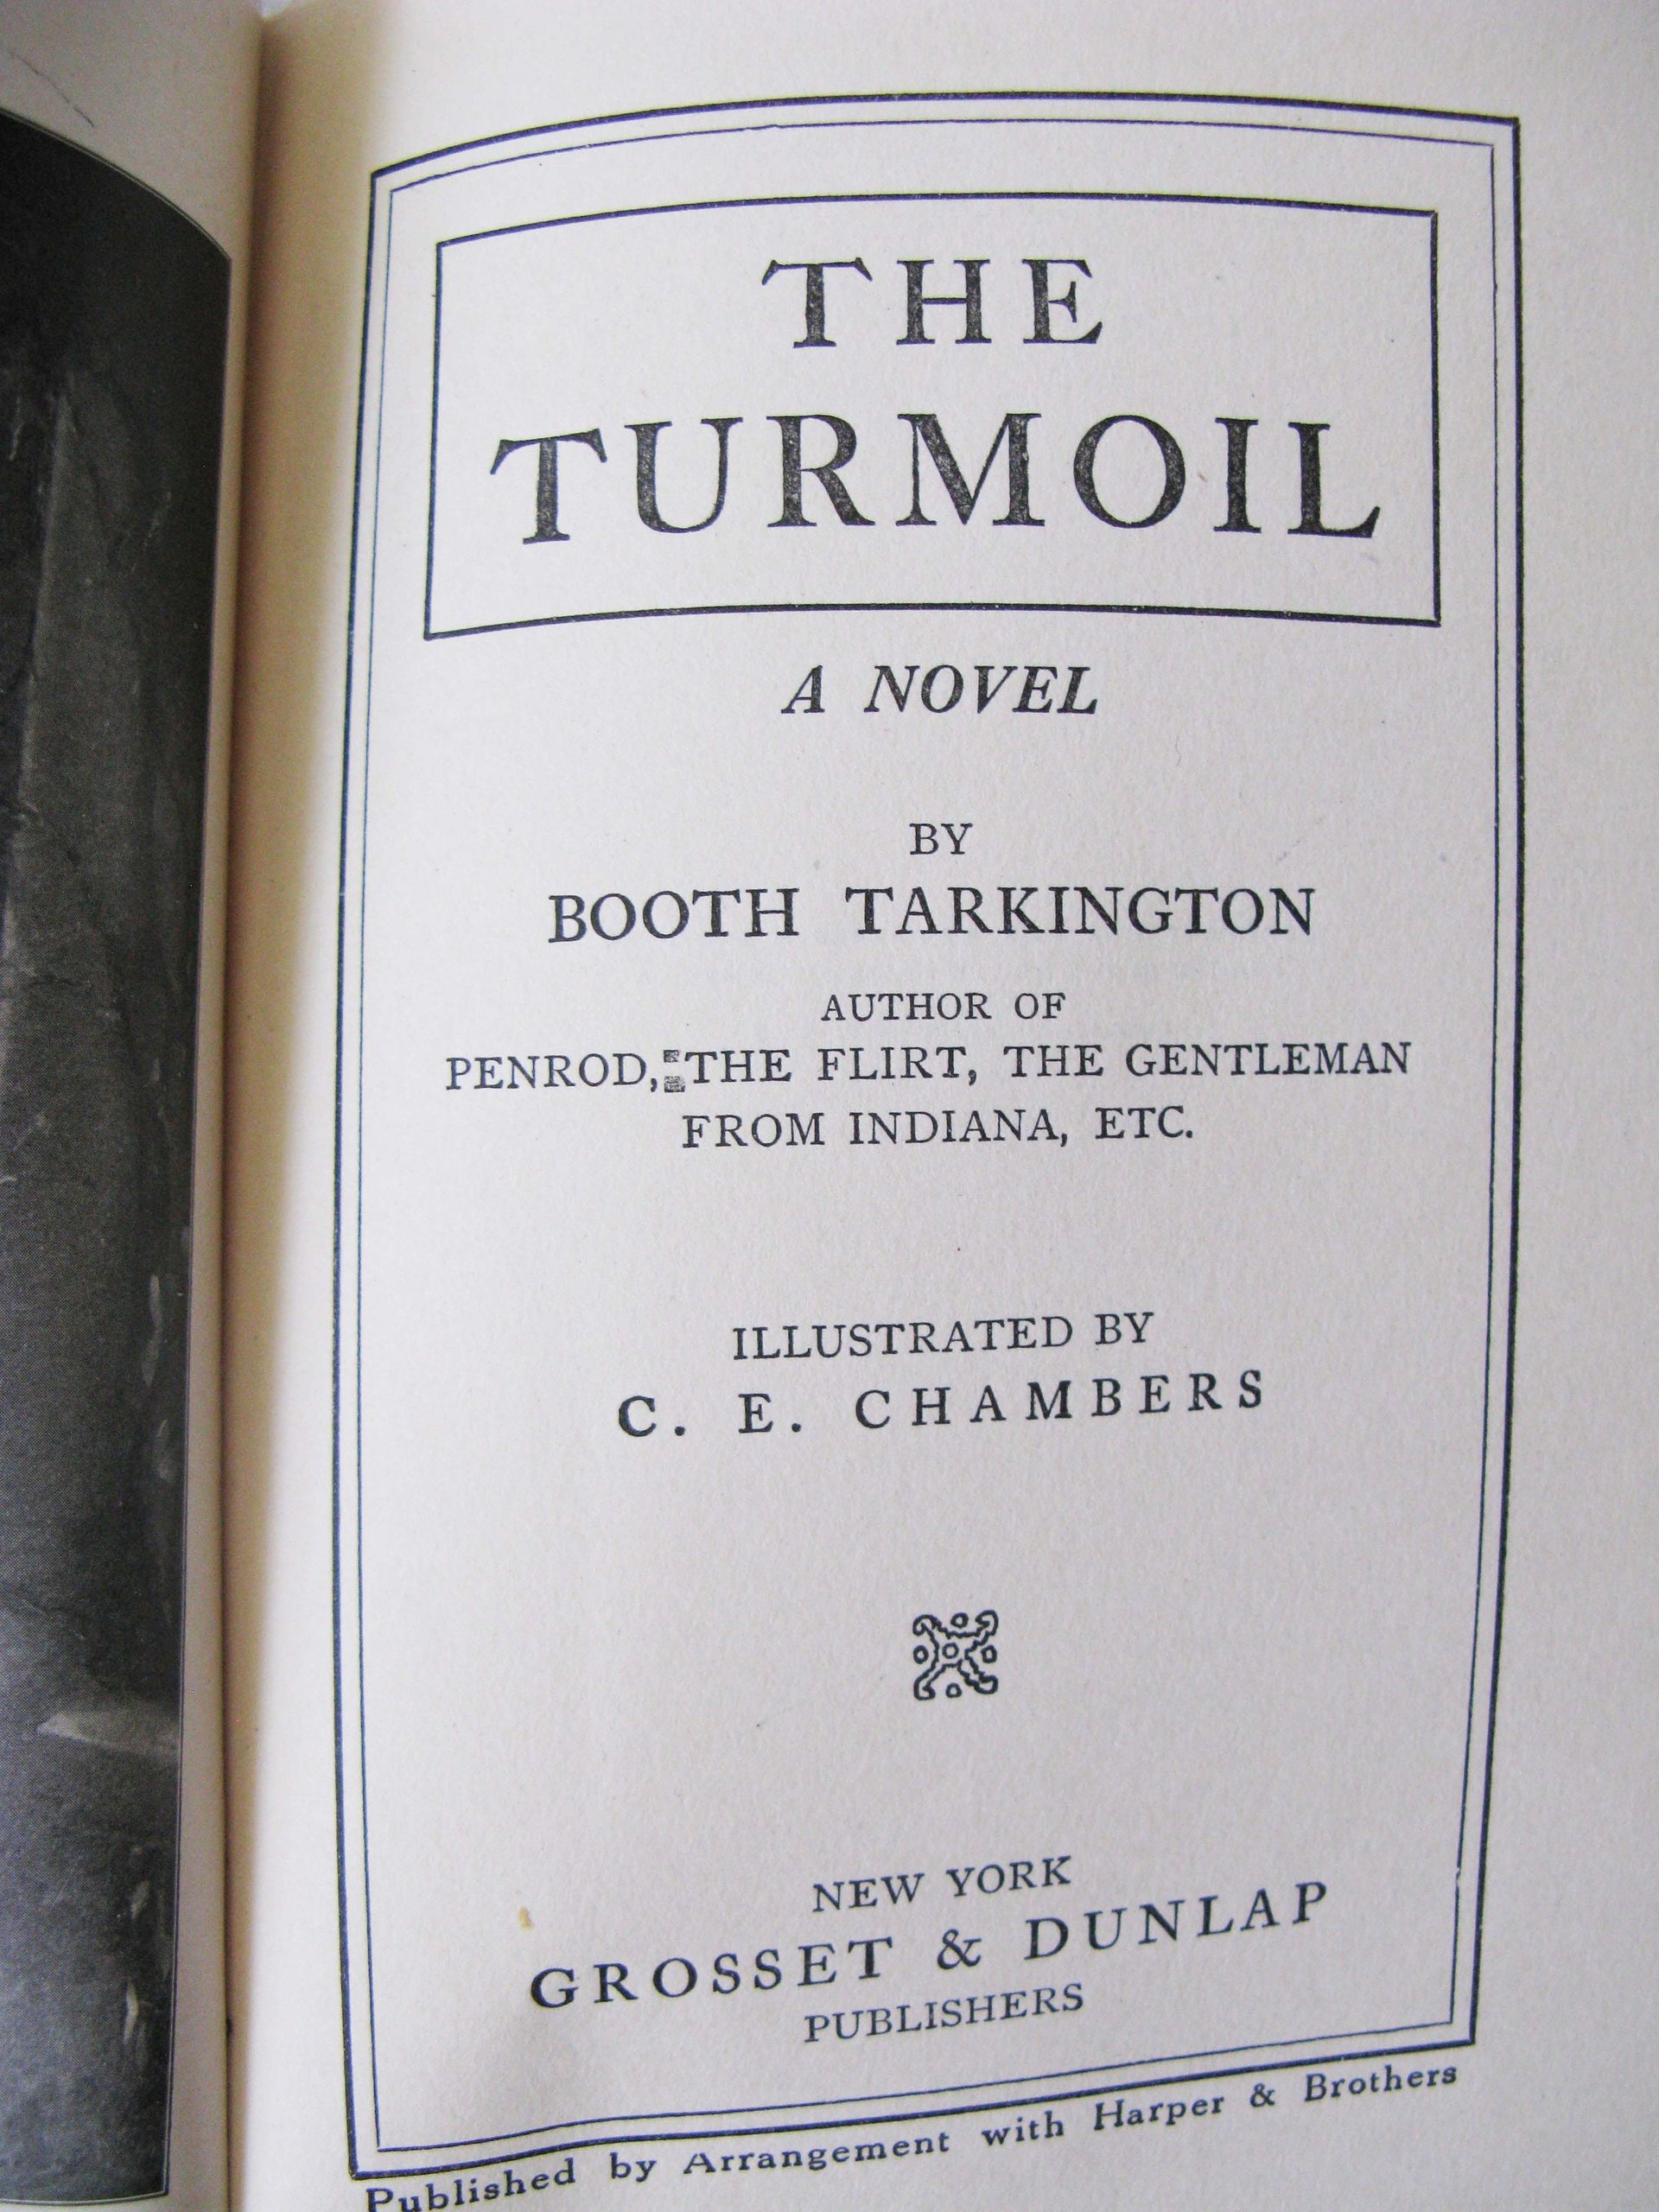 THE
TURMOIL
A NOVEL
BY
BOOTH TARKINGTON
AUTHOR OF
PENROD, THE FLIRT, THE GENTLEMAN
FROM INDIANA, ETC.
ILLUSTRATED BY
C. E. CHAMBERS
NEW YORK
GROSSET & DUNLAP
PUBLISHERS
Published by Arrangement with Harper & Brothers